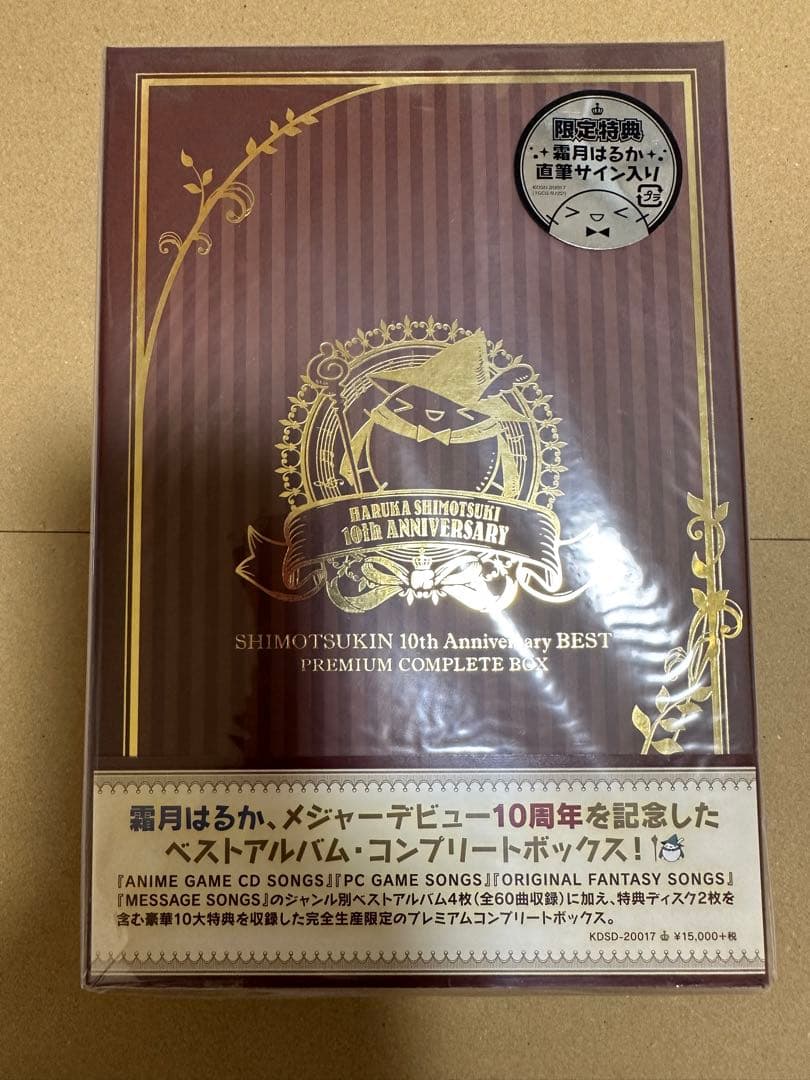 限定特典
霜月はるか
直筆サイン入り
KDSD-20017
プラ
HARUKA SHIMOTSUKI
10th ANNIVERSARY
SHIMOTSUKIN 10th Anniversary BEST
PREMIUM COMPLETE BOX
霜月はるか、メジャーデビュー10周年を記念した
ベストアルバム・コンプリートボックス!
『ANIME GAME CD SONGS』『PC GAME SONGS』『ORIGINAL FANTASY SONGS』
『MESSAGE SONGS』のジャンル別ベストアルバム4枚(全60曲収録)に加え、特典ディスク2枚を
含む豪華10大特典を収録した完全生産限定のプレミアムコンプリートボックス。
KDSD-20017 ¥15,000+税